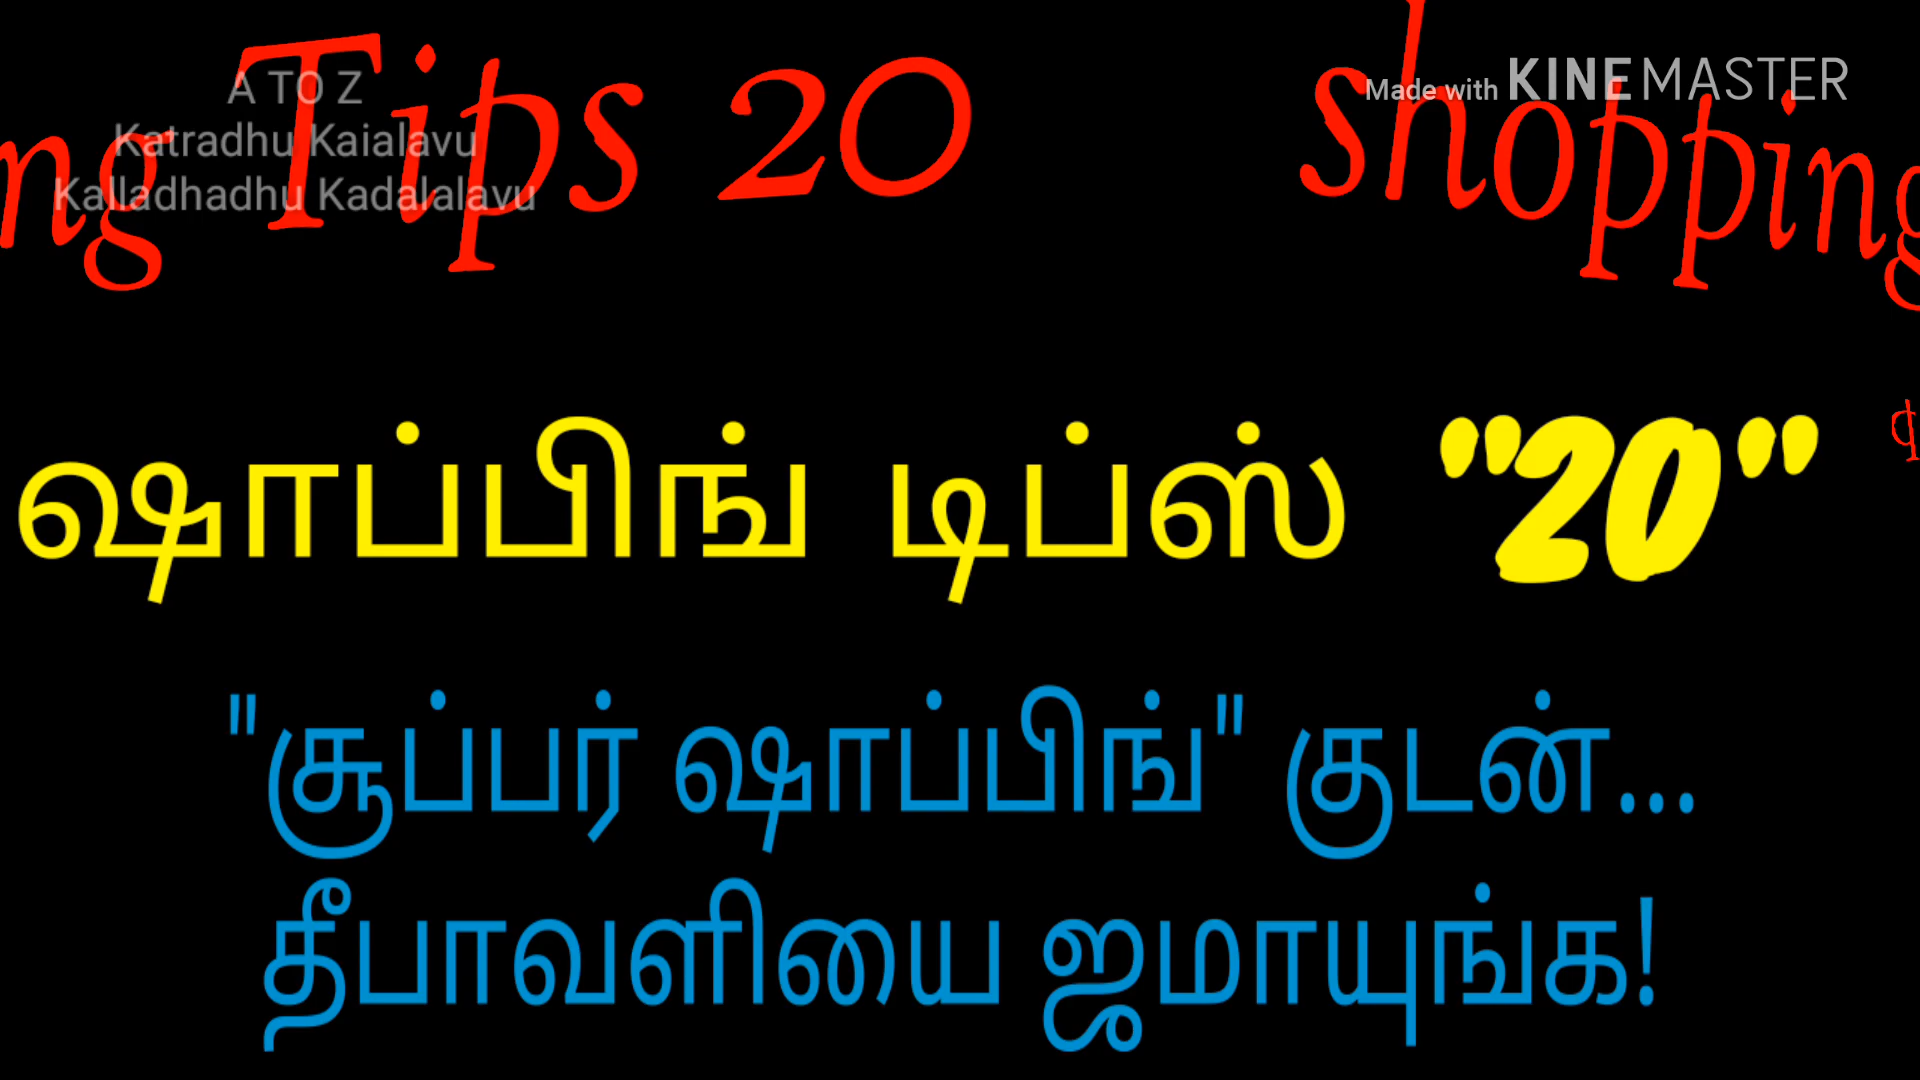 ng Tips 20 shopping
A TO Z
Katradhu Kaialavu
Kalladhadhu Kadalalavu
Made with KINEMASTER
ஷாப்பிங் டிப்ஸ் "20"
"சூப்பர் ஷாப்பிங்" குடன்...
தீபாவளியை ஜமாயுங்க!